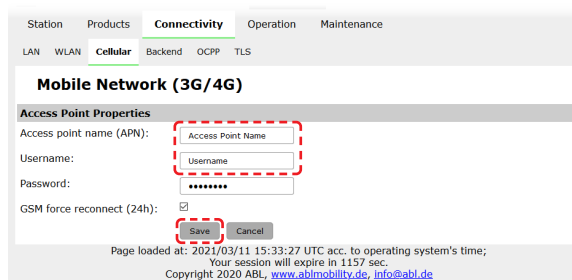 Station Products Connectivity Operation Maintenance
LAN WLAN Cellular Backend OCPP TLS
Mobile Network (3G/4G)
Access Point Properties
Access point name (APN): Access Point Name
Username: Username
Password: ••••••••
GSM force reconnect (24h):
Save Cancel
Page loaded at: 2021/03/11 15:33:27 UTC acc. to operating system's time;
Your session will expire in 1157 sec.
Copyright 2020 ABL, www.ablmobility.de, info@abl.de